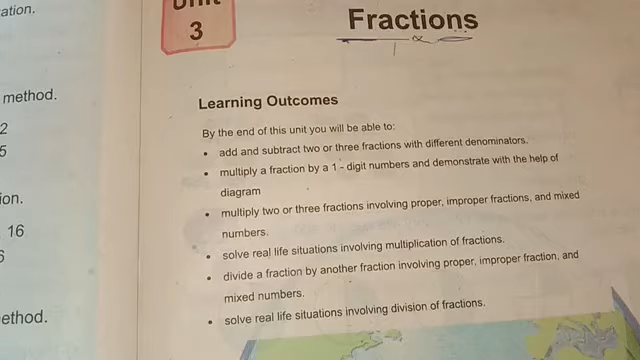 ation.
method.
2
5
ion.
16
ethod.
Unit
3
Fractions
Learning Outcomes
By the end of this unit you will be able to:
• add and subtract two or three fractions with different denominators.
• multiply a fraction by a 1 - digit numbers and demonstrate with the help of
diagram
• multiply two or three fractions involving proper, improper fractions, and mixed
numbers.
• solve real life situations involving multiplication of fractions.
• divide a fraction by another fraction involving proper, improper fraction, and
mixed numbers.
• solve real life situations involving division of fractions.